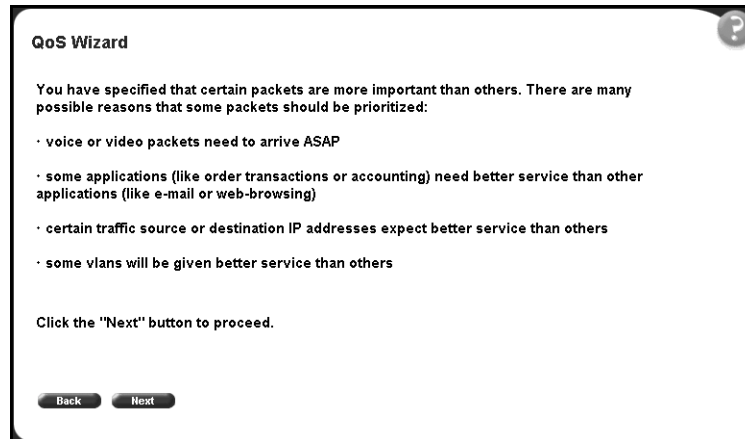 ?
QoS Wizard
You have specified that certain packets are more important than others. There are many
possible reasons that some packets should be prioritized:
· voice or video packets need to arrive ASAP
· some applications (like order transactions or accounting) need better service than other
applications (like e-mail or web-browsing)
· certain traffic source or destination IP addresses expect better service than others
· some vlans will be given better service than others
Click the "Next" button to proceed.
Back Next